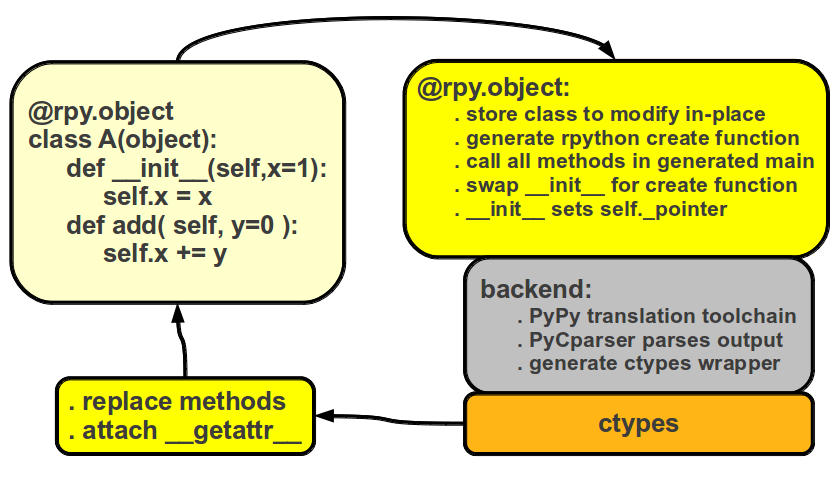 @rpy.object
class A(object):
def __init__(self,x=1):
self.x = x
def add( self, y=0 ):
self.x += y
@rpy.object:
. store class to modify in-place
. generate rpython create function
. call all methods in generated main
. swap __init__ for create function
. __init__ sets self._pointer
backend:
. PyPy translation toolchain
. PyCparser parses output
. generate ctypes wrapper
ctypes
. replace methods
. attach __getattr__